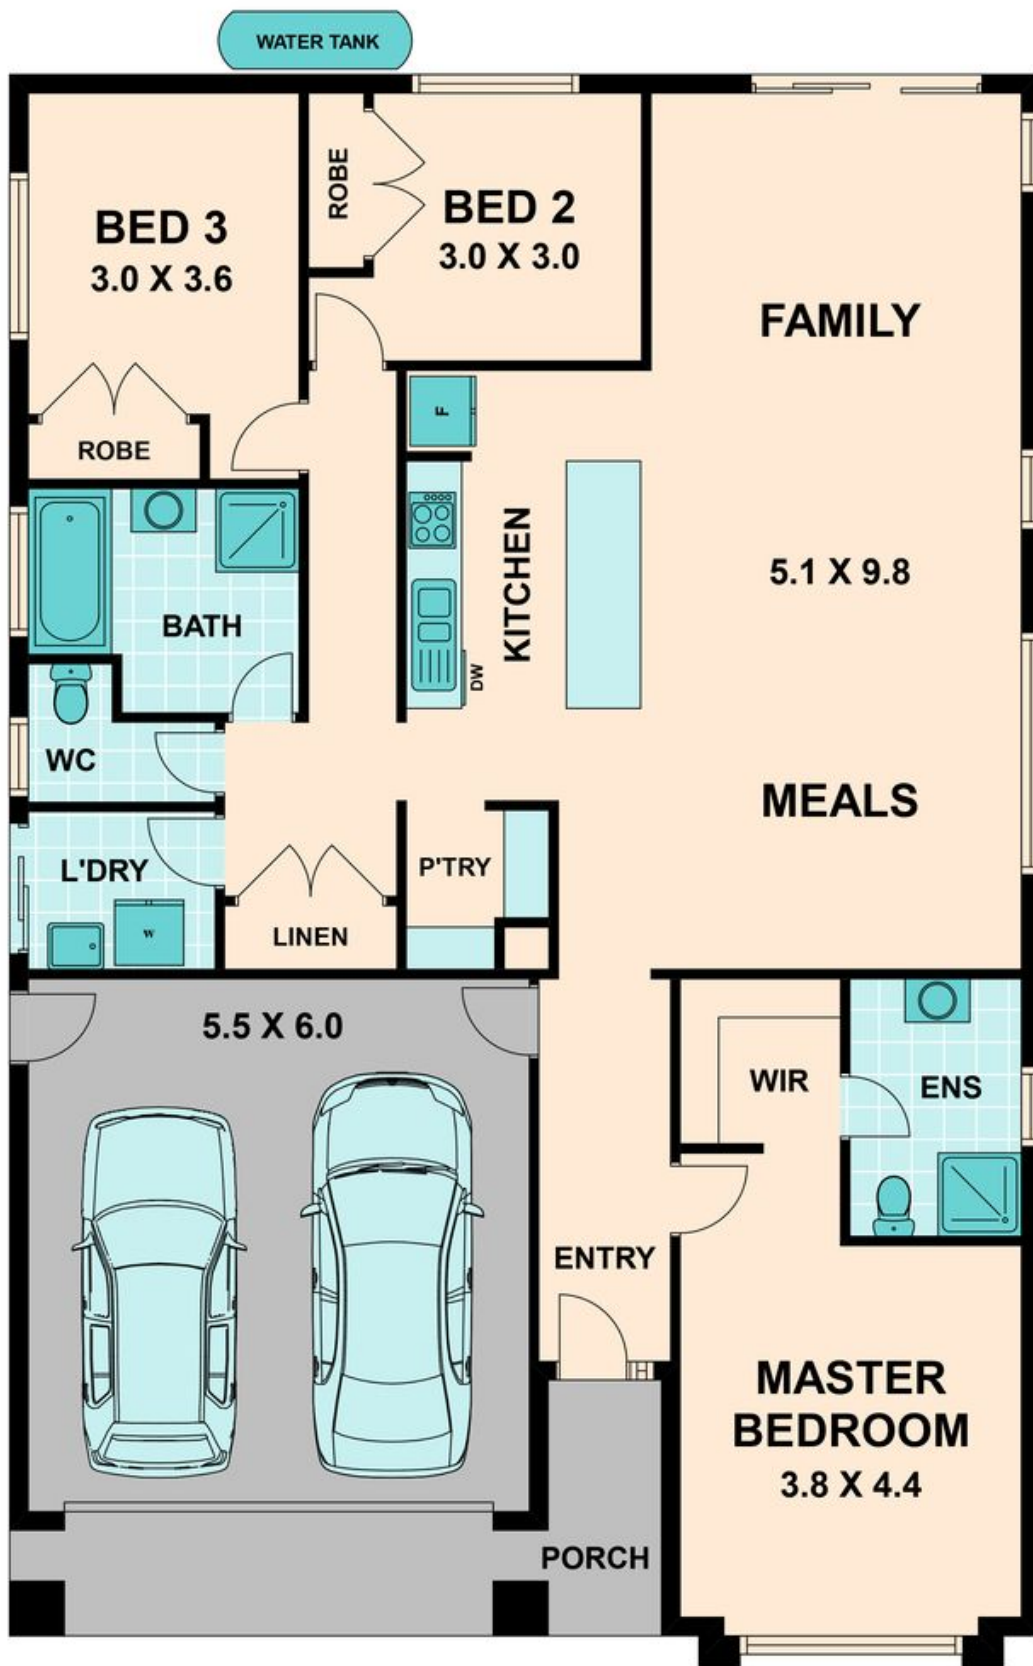 WATER TANK
BED 3
3.0 X 3.6
ROBE
BED 2
3.0 X 3.0
ROBE
FAMILY
F
KITCHEN
5.1 X 9.8
DW
BATH
WC
MEALS
L'DRY
W
LINEN
P'TRY
5.5 X 6.0
WIR
ENS
ENTRY
MASTER
BEDROOM
3.8 X 4.4
PORCH